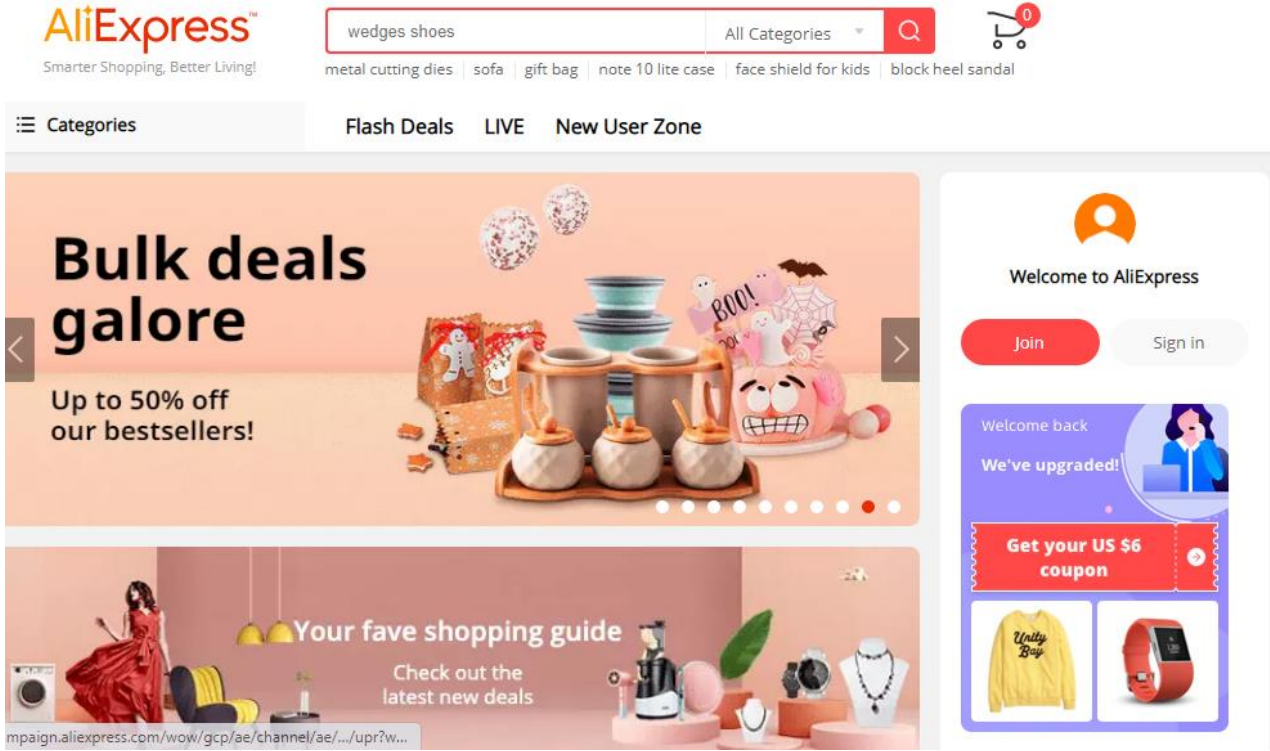 AliExpress™
Smarter Shopping, Better Living!
wedges shoes
All Categories
0
metal cutting dies
sofa
gift bag
note 10 lite case
face shield for kids
block heel sandal
Categories
Flash Deals
LIVE
New User Zone
Bulk deals
galore
Up to 50% off
our bestsellers!
BOO!
Welcome to AliExpress
Join
Sign in
Welcome back
We've upgraded!
Get your US $6
coupon
Unity
Bay
Your fave shopping guide
Check out the
latest new deals
mpaign.aliexpress.com/wow/gcp/ae/channel/ae/.../upr?w...